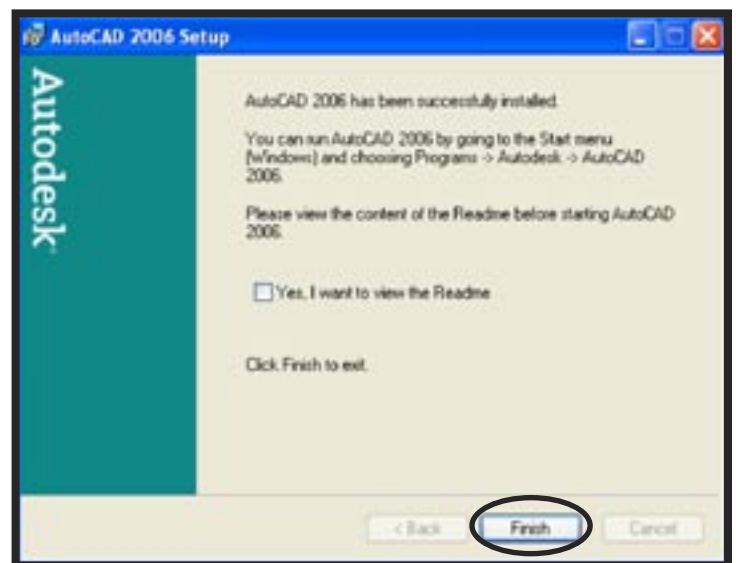 AutoCAD 2006 Setup
Autodesk
AutoCAD 2006 has been successfully installed.
You can run AutoCAD 2006 by going to the Start menu
(Windows) and choosing Programs -> Autodesk -> AutoCAD
2006.
Please view the content of the Readme before starting AutoCAD
2006.
Yes, I want to view the Readme
Click Finish to exit.
< Back
Finish
Cancel